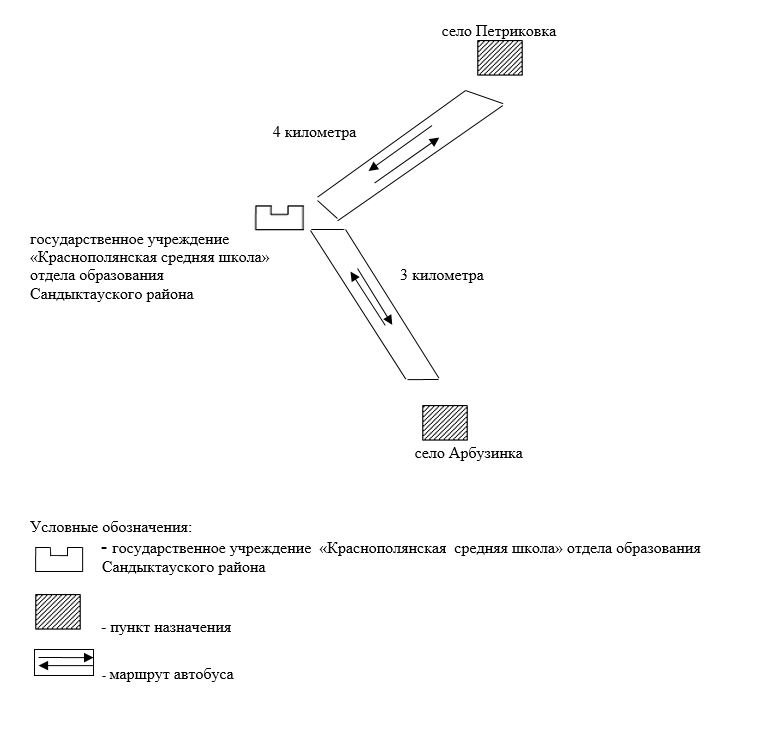 село Петриковка
4 километра
государственное учреждение
«Краснополянская средняя школа»
отдела образования
Сандыктауского района
3 километра
село Арбузинка
Условные обозначения:
- государственное учреждение «Краснополянская средняя школа» отдела образования
Сандыктауского района
- пункт назначения
- маршрут автобуса